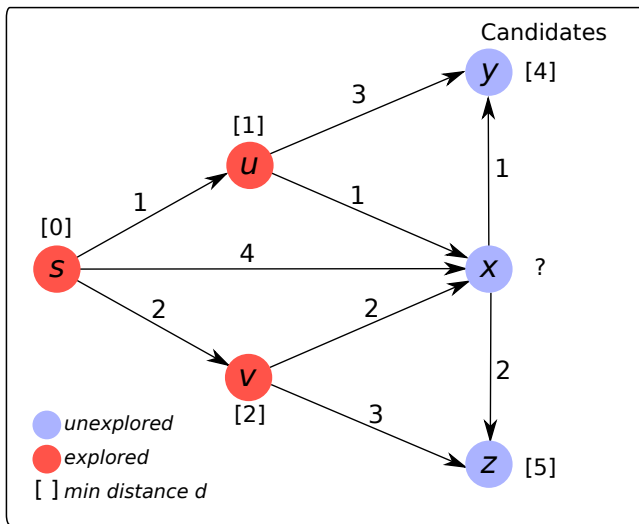 Candidates
y [4]
3
[1]
u
1
1
1
[0]
s
4
x ?
2
2
2
v
[2]
3
z [5]
unexplored
explored
[ ] min distance d